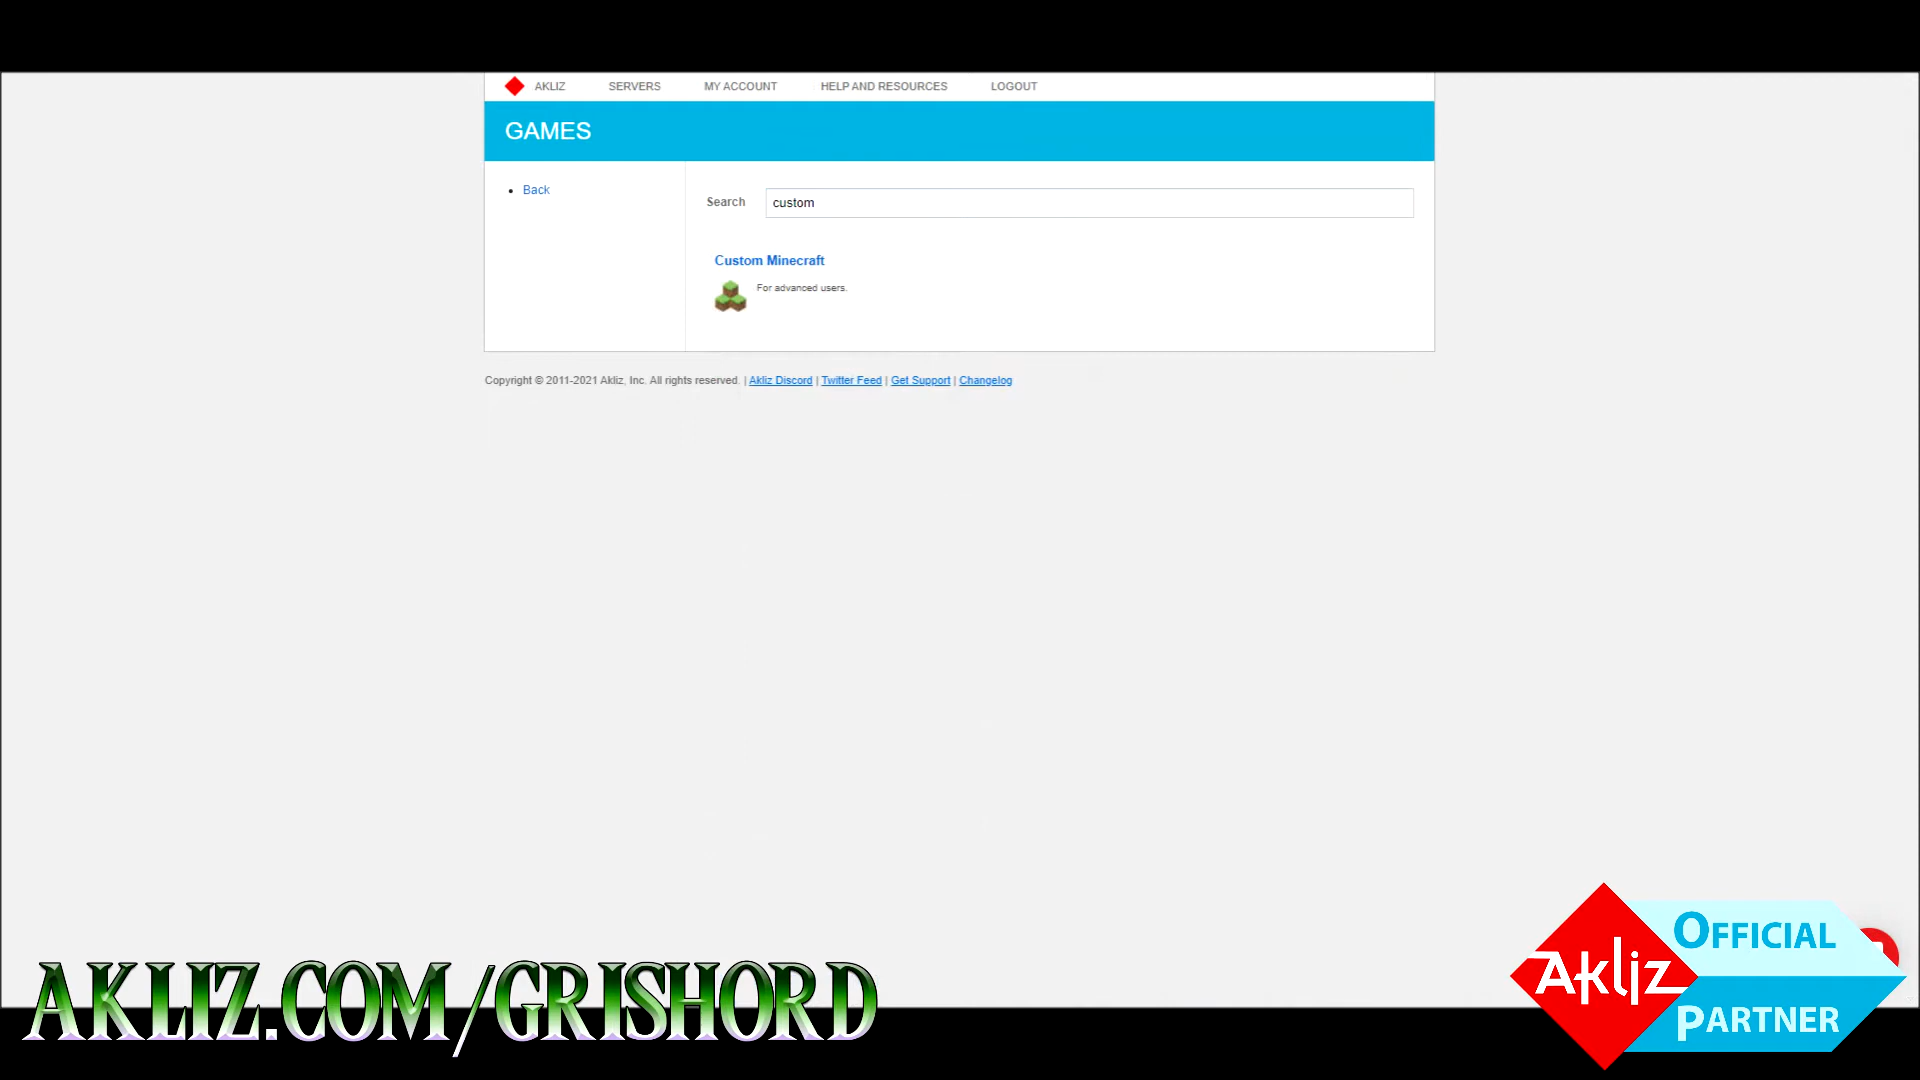 AKLIZ SERVERS MY ACCOUNT HELP AND RESOURCES LOGOUT
GAMES
Back
Search custom
Custom Minecraft
For advanced users.
Copyright © 2011-2021 Akliz, Inc. All rights reserved. | Akliz Discord | Twitter Feed | Get Support | Changelog
AKLIZ.COM/GRISHORD
Akliz
OFFICIAL
PARTNER